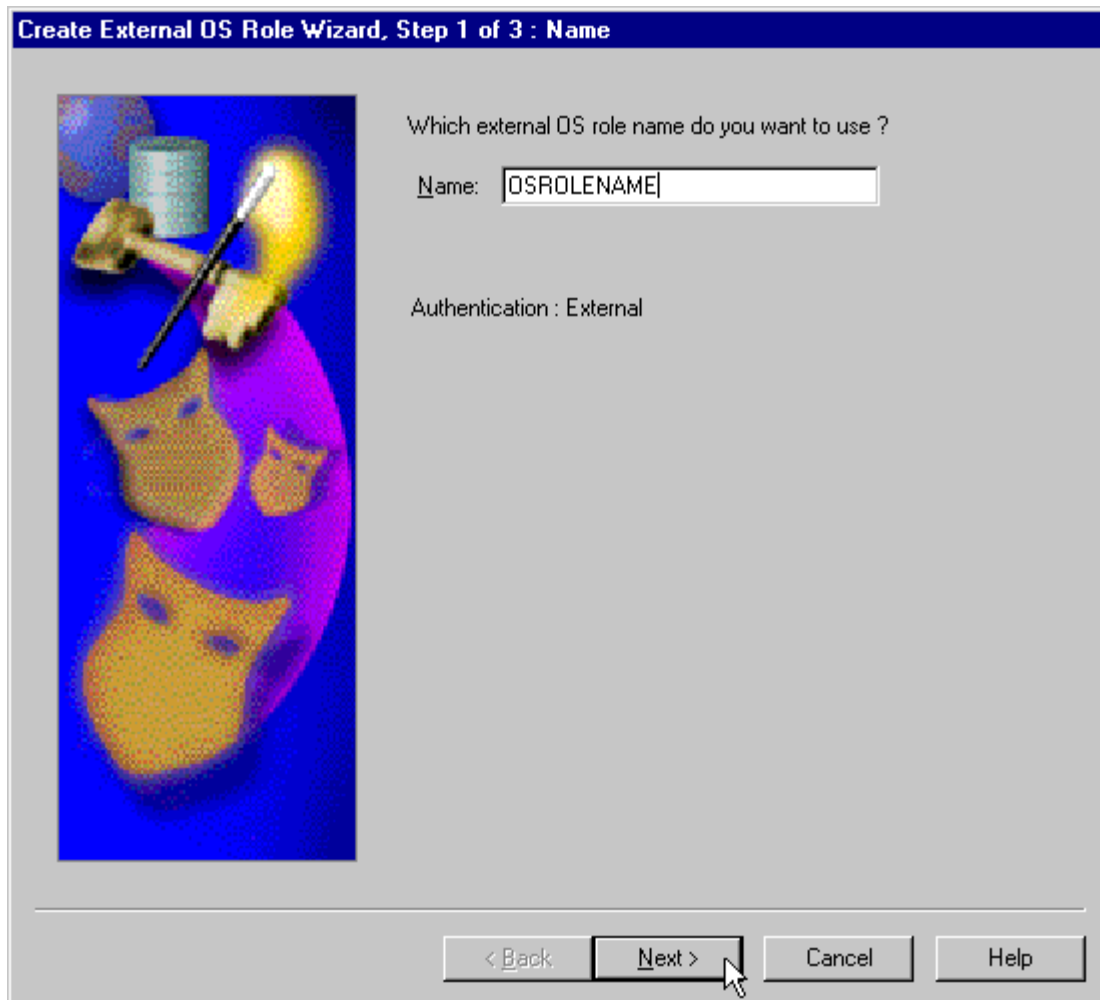 Create External OS Role Wizard, Step 1 of 3 : Name
Which external OS role name do you want to use ?
Name: OSROLENAME
Authentication : External
< Back Next > Cancel Help